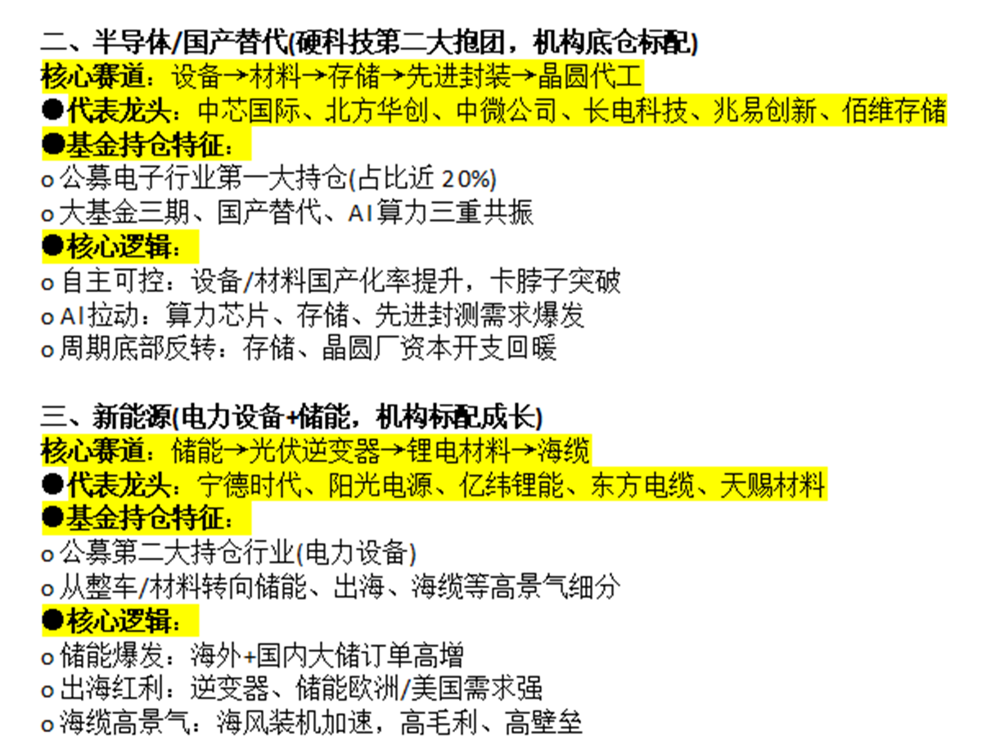 二、半导体/国产替代(硬科技第二大抱团，机构底仓标配)
核心赛道：设备→材料→存储→先进封装→晶圆代工
●代表龙头：中芯国际、北方华创、中微公司、长电科技、兆易创新、佰维存储
●基金持仓特征：
o 公募电子行业第一大持仓(占比近 20%)
o 大基金三期、国产替代、AI 算力三重共振
●核心逻辑：
o 自主可控：设备/材料国产化率提升，卡脖子突破
o AI 拉动：算力芯片、存储、先进封测需求爆发
o 周期底部反转：存储、晶圆厂资本开支回暖
三、新能源(电力设备+储能，机构标配成长)
核心赛道：储能→光伏逆变器→锂电材料→海缆
●代表龙头：宁德时代、阳光电源、亿纬锂能、东方电缆、天赐材料
●基金持仓特征：
o 公募第二大持仓行业(电力设备)
o 从整车/材料转向储能、出海、海缆等高景气细分
●核心逻辑：
o 储能爆发：海外+国内大储订单高增
o 出海红利：逆变器、储能欧洲/美国需求强
o 海缆高景气：海风装机加速，高毛利、高壁垒